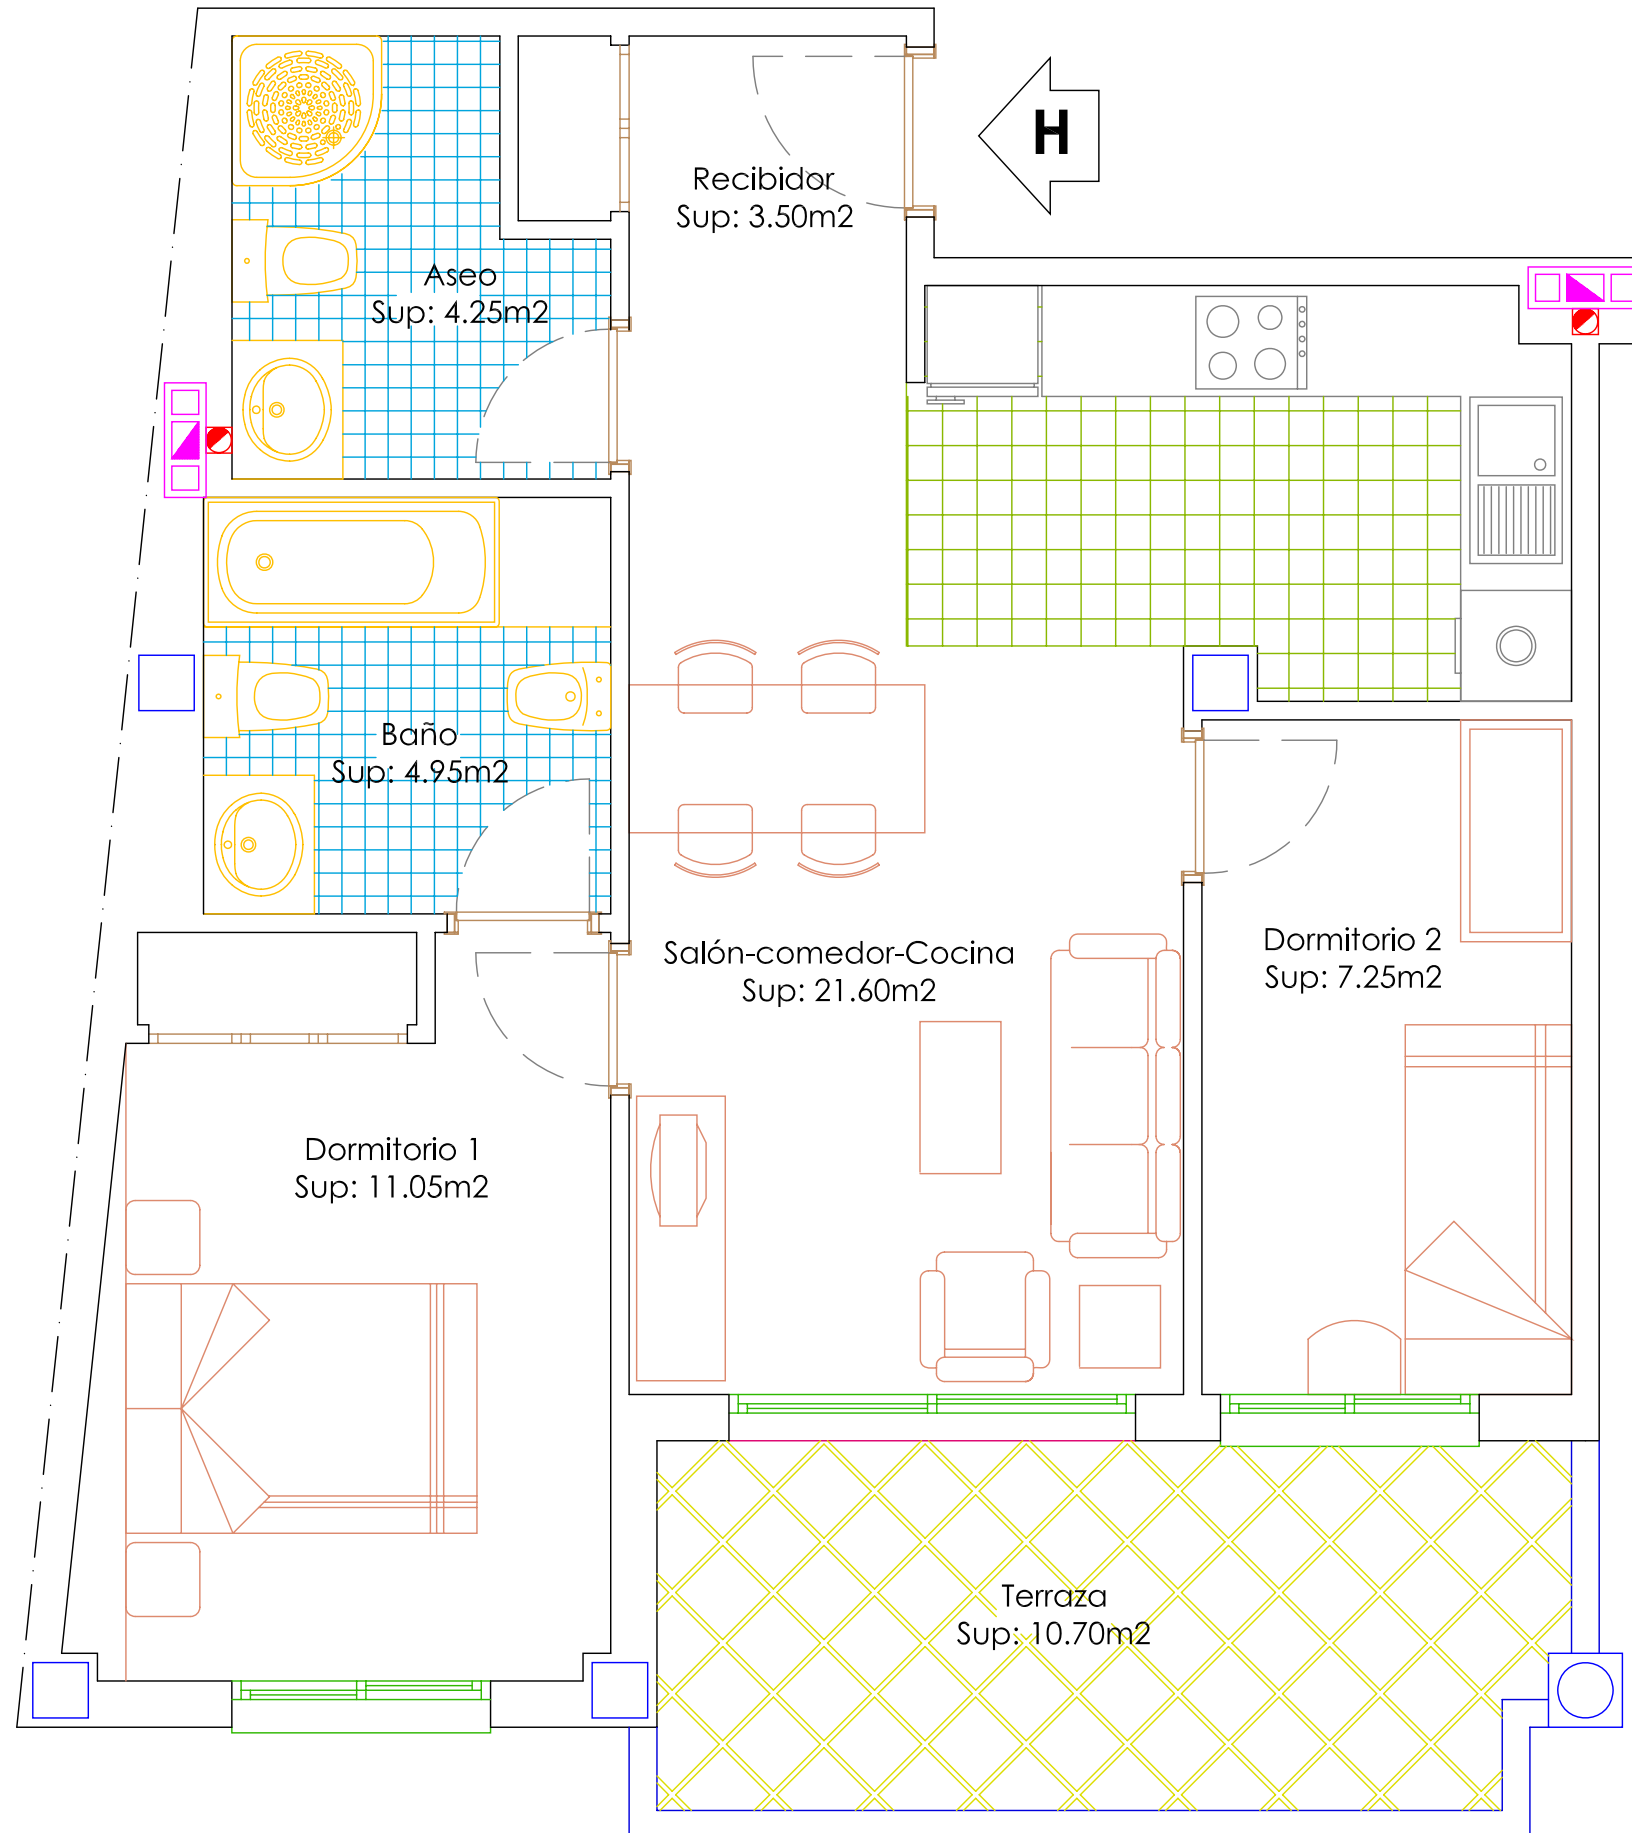 H
Recibidor
Sup: 3.50m2
Aseo
Sup: 4.25m2
Baño
Sup: 4.95m2
Salón-comedor-Cocina
Sup: 21.60m2
Dormitorio 2
Sup: 7.25m2
Dormitorio 1
Sup: 11.05m2
Terraza
Sup: 10.70m2